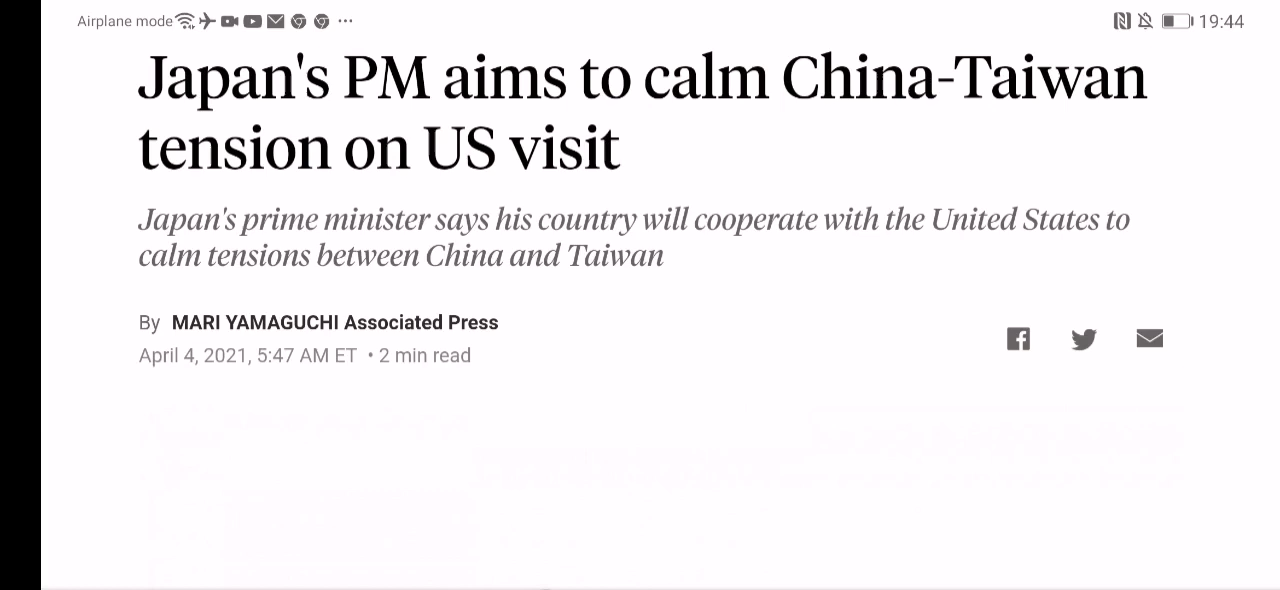 Airplane mode 19:44
Japan's PM aims to calm China-Taiwan
tension on US visit
Japan's prime minister says his country will cooperate with the United States to
calm tensions between China and Taiwan
By MARI YAMAGUCHI Associated Press
April 4, 2021, 5:47 AM ET • 2 min read